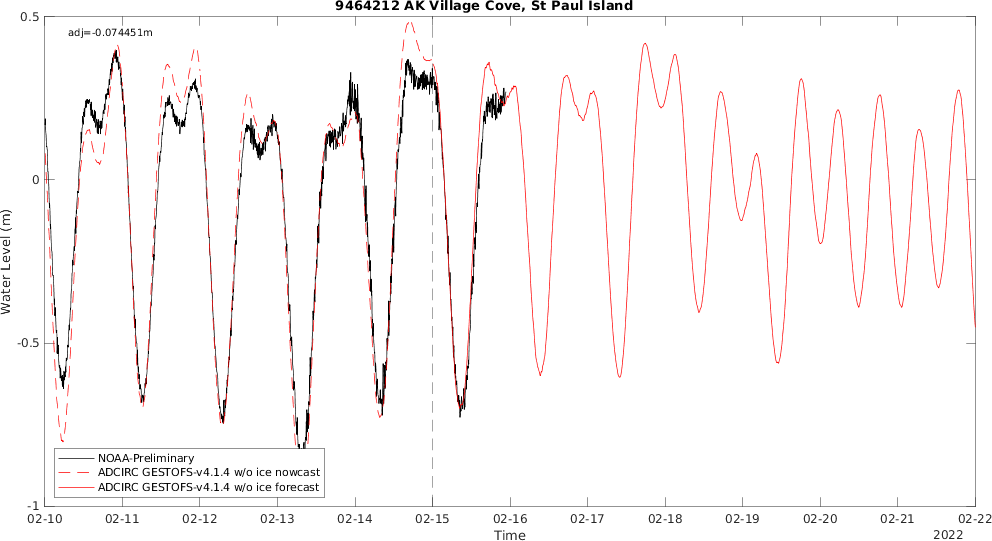 9464212 AK Village Cove, St Paul Island
adj=-0.074451m
0.5
0
-0.5
-1
Water Level (m)
NOAA-Preliminary
ADCIRC GESTOFS-v4.1.4 w/o ice nowcast
ADCIRC GESTOFS-v4.1.4 w/o ice forecast
02-10 02-11 02-12 02-13 02-14 02-15 02-16 02-17 02-18 02-19 02-20 02-21 02-22
Time
2022